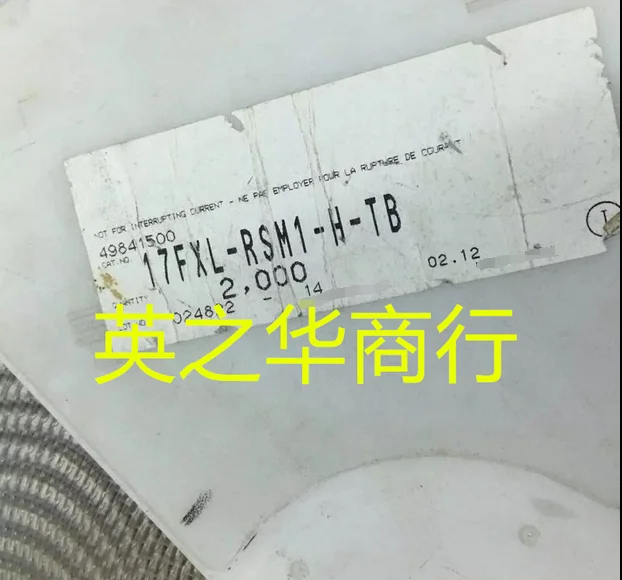 NOT FOR INTERRUPTING CURRENT - NE PAS EMPLOYER POUR LA RUPTURE DE COURANT
49841500
CAT.NO. 17FXL-RSM1-H-TB
QUANTITY 2,000
02.12
14
英之华商行